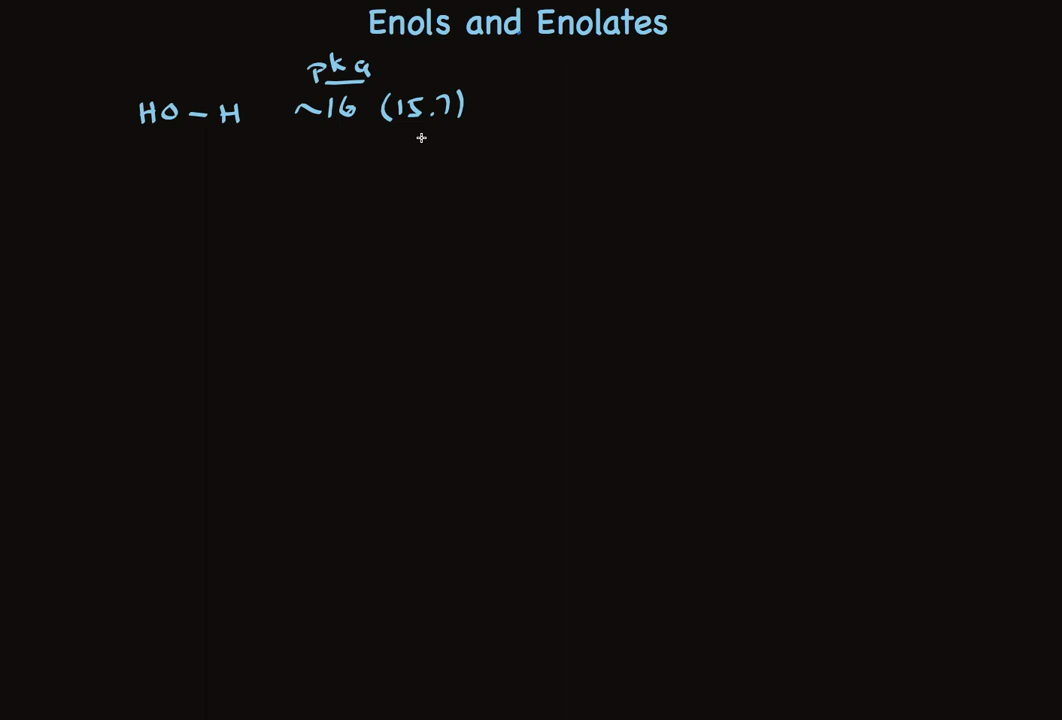 Enols and Enolates
pka
HO - H ~16 (15.7)